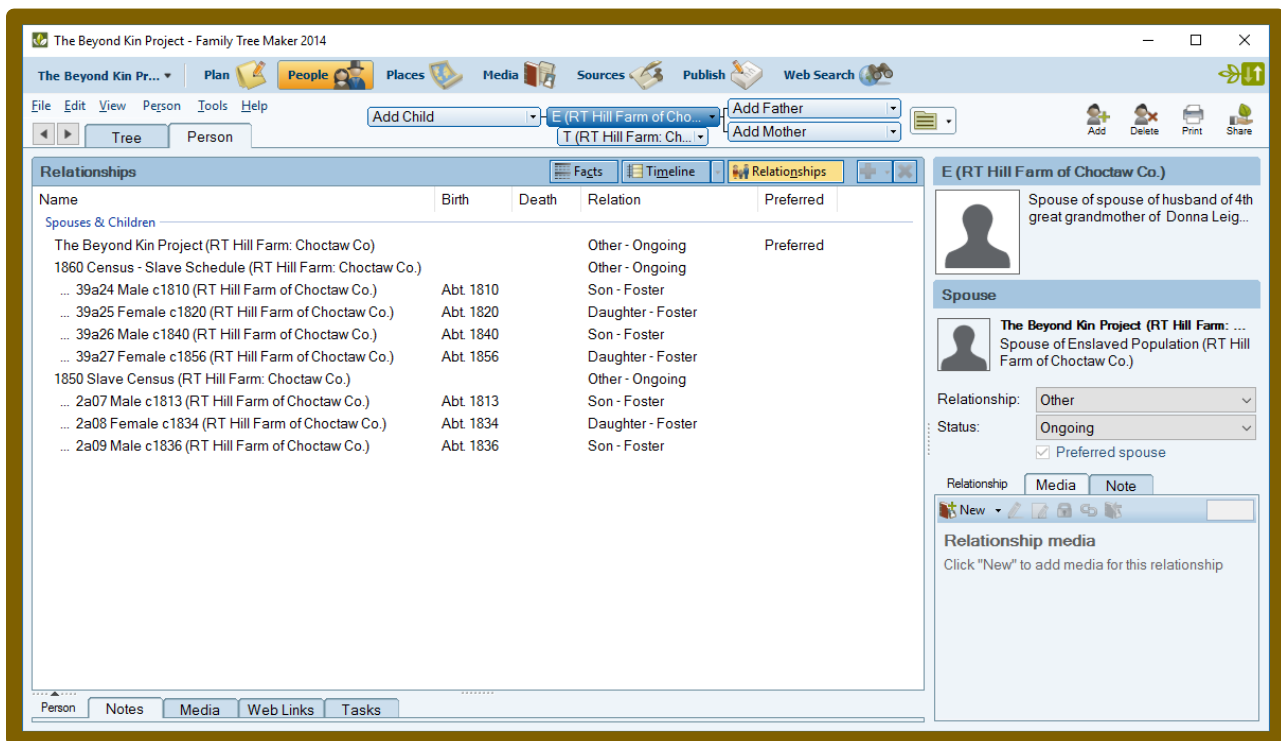 The Beyond Kin Project - Family Tree Maker 2014
The Beyond Kin Pr... Plan People Places Media Sources Publish Web Search
File Edit View Person Tools Help
Add Child
E (RT Hill Farm of Cho...
T (RT Hill Farm: Ch...
Add Father
Add Mother
Add Delete Print Share
Tree Person
Relationships Facts Timeline Relationships
Name Birth Death Relation Preferred
Spouses & Children
The Beyond Kin Project (RT Hill Farm: Choctaw Co) Other - Ongoing Preferred
1860 Census - Slave Schedule (RT Hill Farm: Choctaw Co.) Other - Ongoing
... 39a24 Male c1810 (RT Hill Farm of Choctaw Co.) Abt. 1810 Son - Foster
... 39a25 Female c1820 (RT Hill Farm of Choctaw Co.) Abt. 1820 Daughter - Foster
... 39a26 Male c1840 (RT Hill Farm of Choctaw Co.) Abt. 1840 Son - Foster
... 39a27 Female c1856 (RT Hill Farm of Choctaw Co.) Abt. 1856 Daughter - Foster
1850 Slave Census (RT Hill Farm: Choctaw Co.) Other - Ongoing
... 2a07 Male c1813 (RT Hill Farm of Choctaw Co.) Abt. 1813 Son - Foster
... 2a08 Female c1834 (RT Hill Farm of Choctaw Co.) Abt. 1834 Daughter - Foster
... 2a09 Male c1836 (RT Hill Farm of Choctaw Co.) Abt. 1836 Son - Foster
Person Notes Media Web Links Tasks
E (RT Hill Farm of Choctaw Co.)
Spouse of spouse of husband of 4th
great grandmother of Donna Leig...
Spouse
The Beyond Kin Project (RT Hill Farm: ...
Spouse of Enslaved Population (RT Hill
Farm of Choctaw Co.)
Relationship: Other
Status: Ongoing
Preferred spouse
Relationship Media Note
New
Relationship media
Click "New" to add media for this relationship